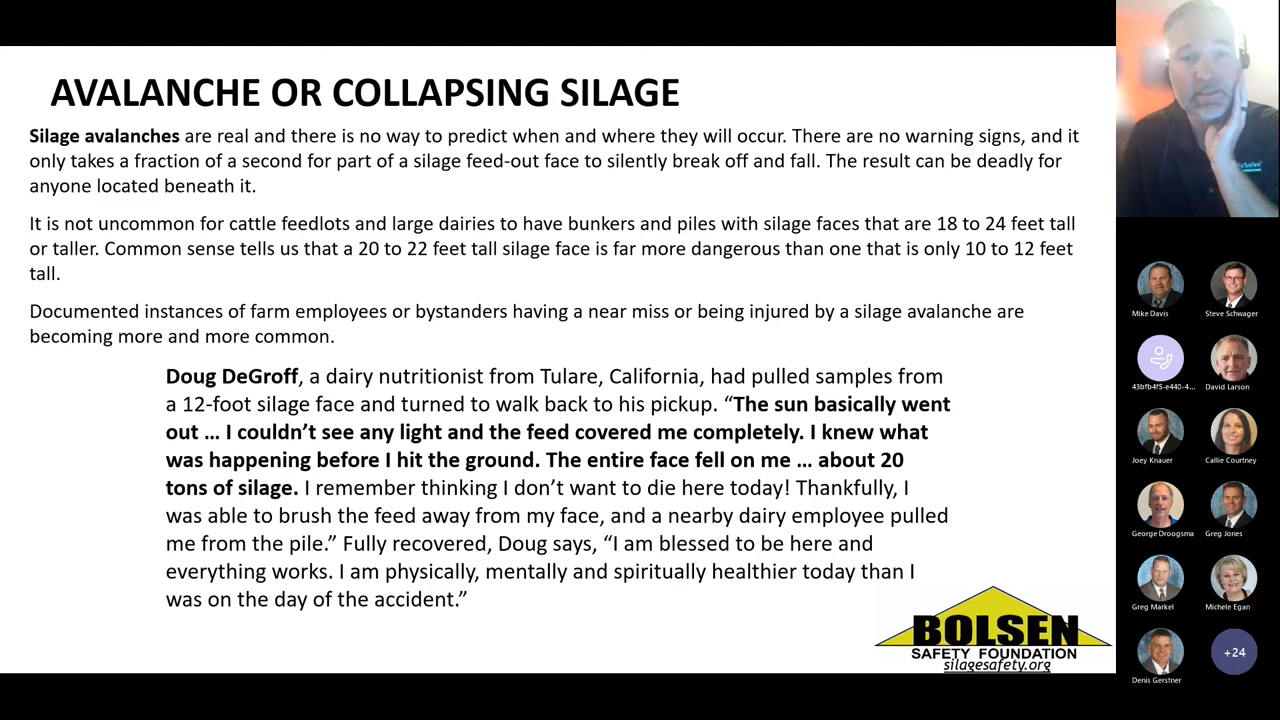 AVALANCHE OR COLLAPSING SILAGE
Silage avalanches are real and there is no way to predict when and where they will occur. There are no warning signs, and it
only takes a fraction of a second for part of a silage feed-out face to silently break off and fall. The result can be deadly for
anyone located beneath it.
It is not uncommon for cattle feedlots and large dairies to have bunkers and piles with silage faces that are 18 to 24 feet tall
or taller. Common sense tells us that a 20 to 22 feet tall silage face is far more dangerous than one that is only 10 to 12 feet
tall.
Documented instances of farm employees or bystanders having a near miss or being injured by a silage avalanche are
becoming more and more common.
Doug DeGroff, a dairy nutritionist from Tulare, California, had pulled samples from
a 12-foot silage face and turned to walk back to his pickup. “The sun basically went
out … I couldn’t see any light and the feed covered me completely. I knew what
was happening before I hit the ground. The entire face fell on me … about 20
tons of silage. I remember thinking I don’t want to die here today! Thankfully, I
was able to brush the feed away from my face, and a nearby dairy employee pulled
me from the pile.” Fully recovered, Doug says, “I am blessed to be here and
everything works. I am physically, mentally and spiritually healthier today than I
was on the day of the accident.”
BOLSEN
SAFETY FOUNDATION
silagesafety.org
Mike Davis
Steve Schwager
43bfb4f5-e440-4...
David Larson
Joey Knauer
Callie Courtney
George Droogsma
Greg Jones
Greg Markel
Michele Egan
Denis Gerstner
+24